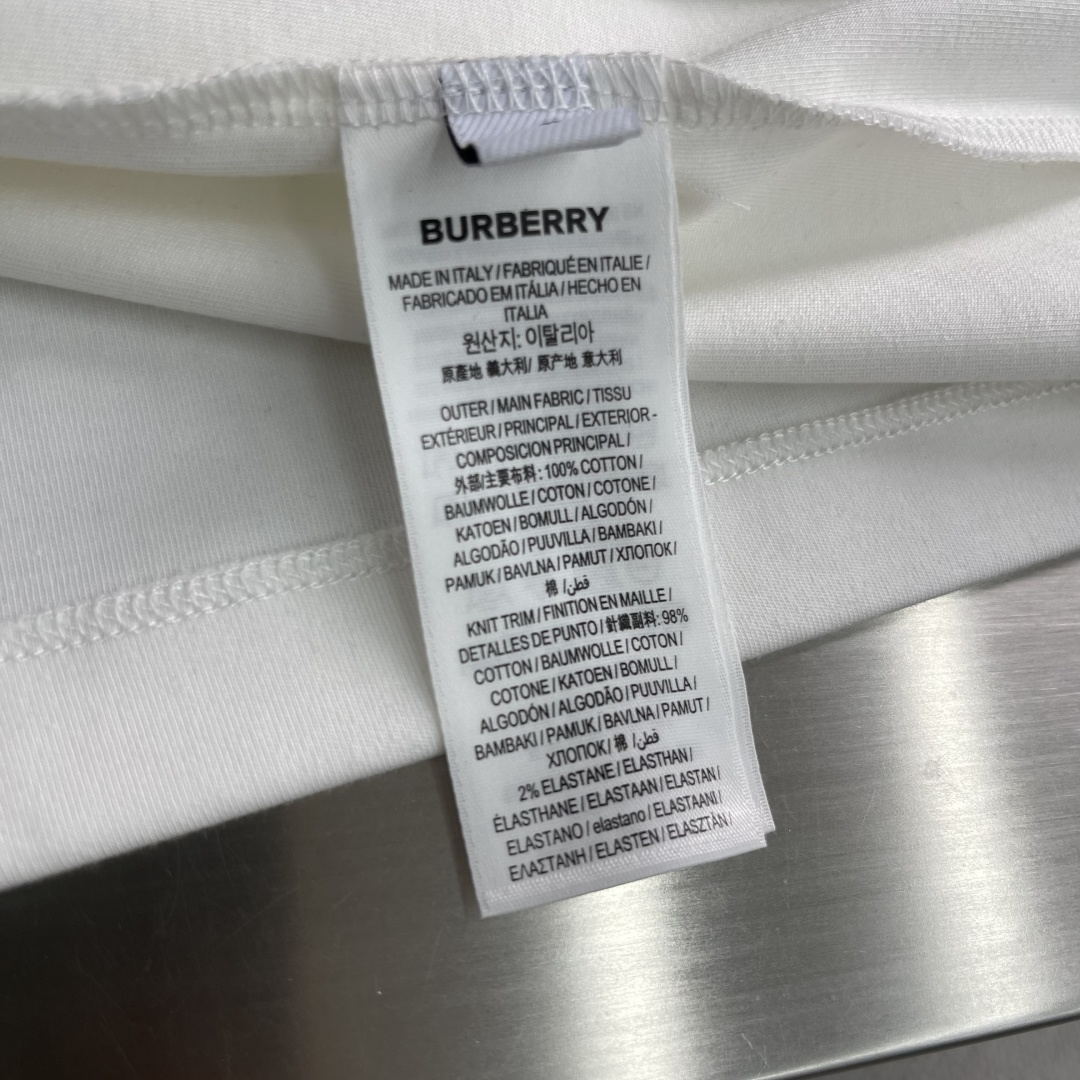 BURBERRY
MADE IN ITALY / FABRIQUÉ EN ITALIE /
FABRICADO EM ITÁLIA / HECHO EN
ITALIA
원산지: 이탈리아
原產地 義大利/ 原产地 意大利
OUTER / MAIN FABRIC / TISSU
EXTÉRIEUR / PRINCIPAL / EXTERIOR -
COMPOSICION PRINCIPAL /
外部/主要布料: 100% COTTON /
BAUMWOLLE / COTON / COTONE /
KATOEN / BOMULL / ALGODÓN /
ALGODÃO / PUUVILLA / BAMBAKI /
PAMUK / BAVLNA / PAMUT / ХЛОПОК /
棉 /قطن
KNIT TRIM / FINITION EN MAILLE /
DETALLES DE PUNTO / 針織副料: 98%
COTTON / BAUMWOLLE / COTON /
COTONE / KATOEN / BOMULL /
ALGODÓN / ALGODÃO / PUUVILLA /
BAMBAKI / PAMUK / BAVLNA / PAMUT /
ХЛОПОК / 棉 /قطن
2% ELASTANE / ELASTHAN /
ÉLASTHANE / ELASTAAN / ELASTAN /
ELASTANO / elastano / ELASTAANI /
ΕΛΑΣΤΑΝΗ / ELASTEN / ELASZTÁN /